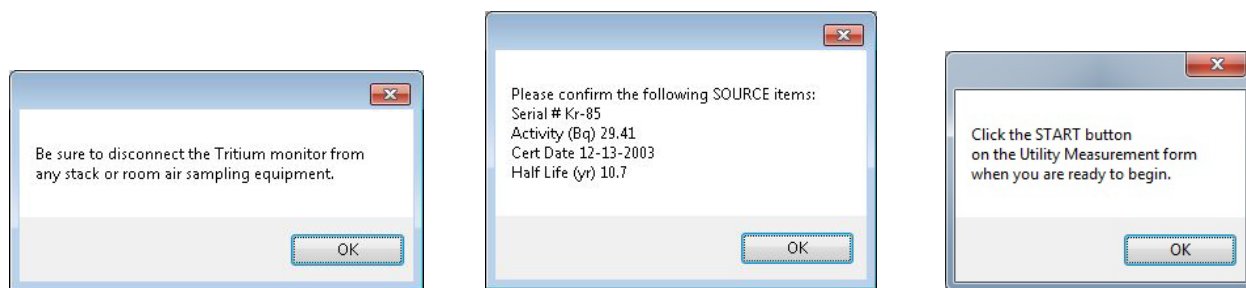 Be sure to disconnect the Tritium monitor from
any stack or room air sampling equipment.
OK
Please confirm the following SOURCE items:
Serial # Kr-85
Activity (Bq) 29.41
Cert Date 12-13-2003
Half Life (yr) 10.7
OK
Click the START button
on the Utility Measurement form
when you are ready to begin.
OK